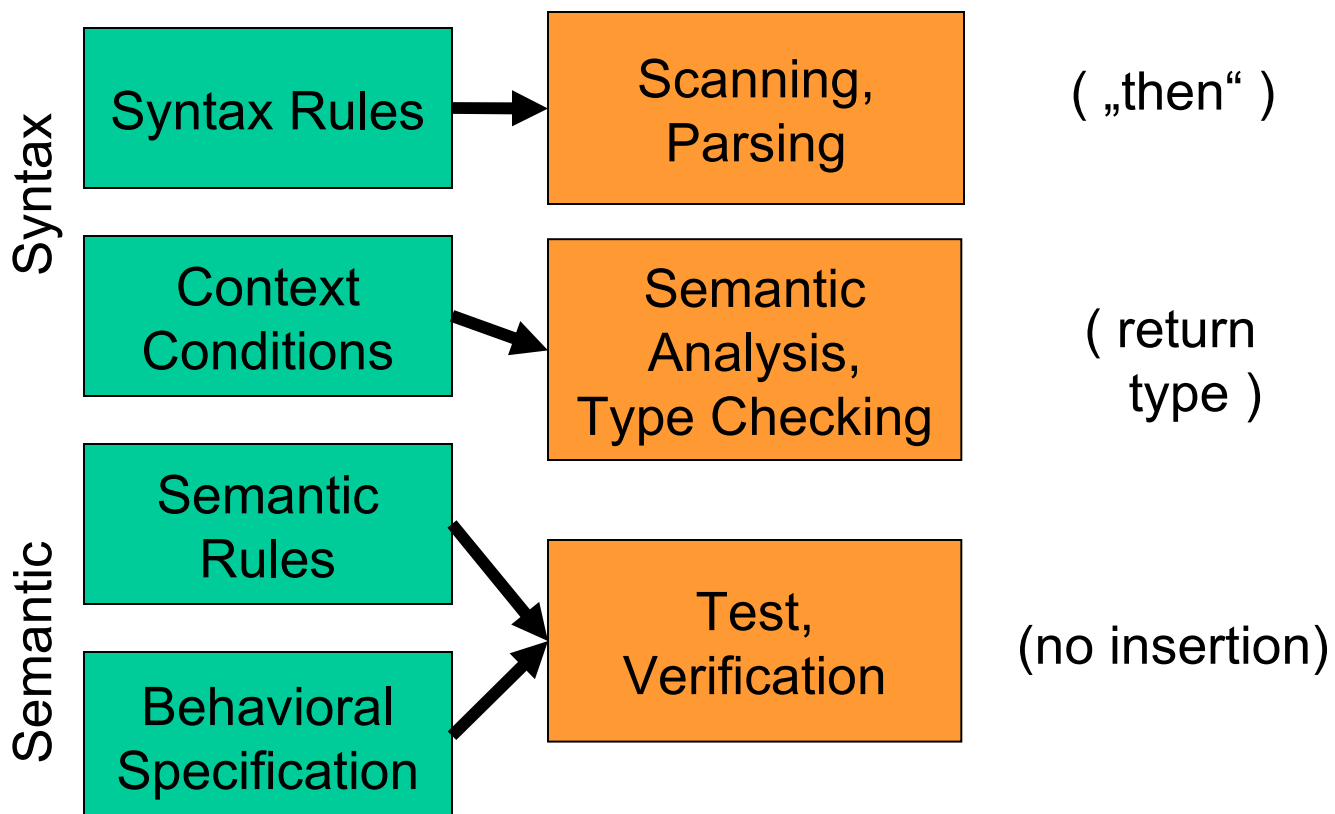 Syntax
Syntax Rules
Scanning,
Parsing
( „then“ )
Context
Conditions
Semantic
Analysis,
Type Checking
( return
type )
Semantic
Semantic
Rules
Test,
Verification
(no insertion)
Behavioral
Specification